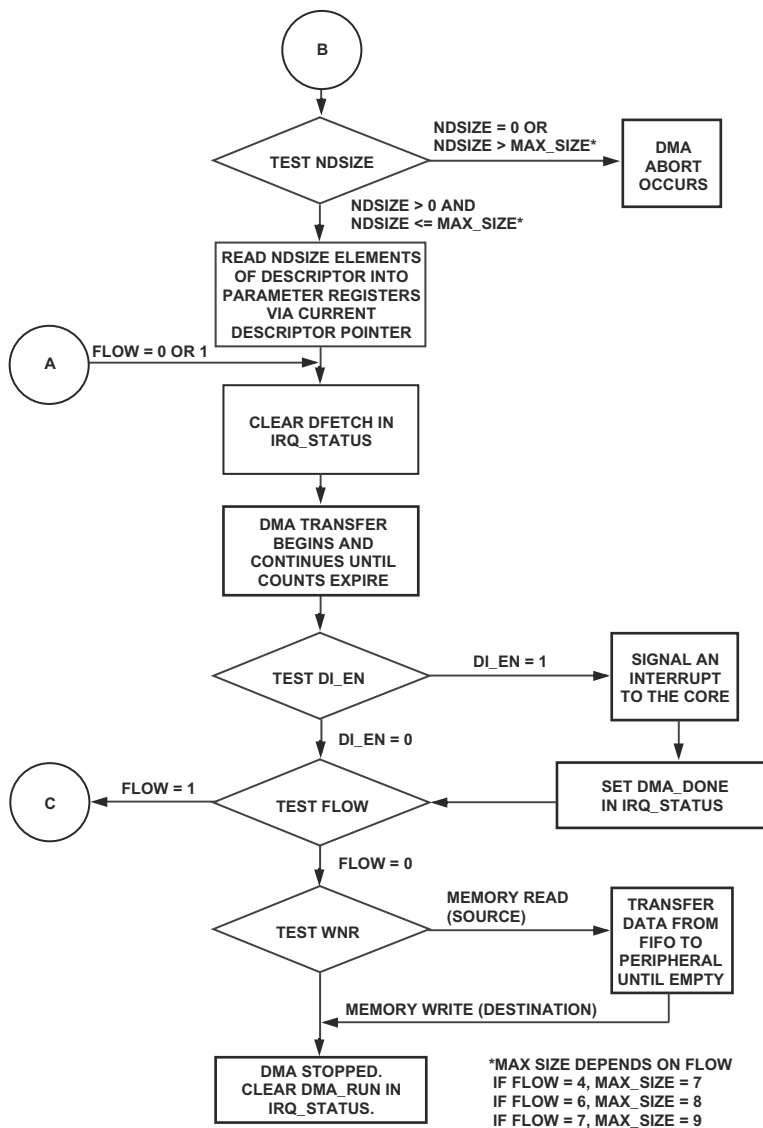 B
TEST NDSIZE
NDSIZE = 0 OR
NDSIZE > MAX_SIZE*
DMA
ABORT
OCCURS
NDSIZE > 0 AND
NDSIZE <= MAX_SIZE*
READ NDSIZE ELEMENTS
OF DESCRIPTOR INTO
PARAMETER REGISTERS
VIA CURRENT
DESCRIPTOR POINTER
A
FLOW = 0 OR 1
CLEAR DFETCH IN
IRQ_STATUS
DMA TRANSFER
BEGINS AND
CONTINUES UNTIL
COUNTS EXPIRE
TEST DI_EN
DI_EN = 1
SIGNAL AN
INTERRUPT
TO THE CORE
DI_EN = 0
SET DMA_DONE
IN IRQ_STATUS
TEST FLOW
FLOW = 1
C
FLOW = 0
TEST WNR
MEMORY READ
(SOURCE)
TRANSFER
DATA FROM
FIFO TO
PERIPHERAL
UNTIL EMPTY
MEMORY WRITE (DESTINATION)
DMA STOPPED.
CLEAR DMA_RUN IN
IRQ_STATUS.
*MAX SIZE DEPENDS ON FLOW
IF FLOW = 4, MAX_SIZE = 7
IF FLOW = 6, MAX_SIZE = 8
IF FLOW = 7, MAX_SIZE = 9